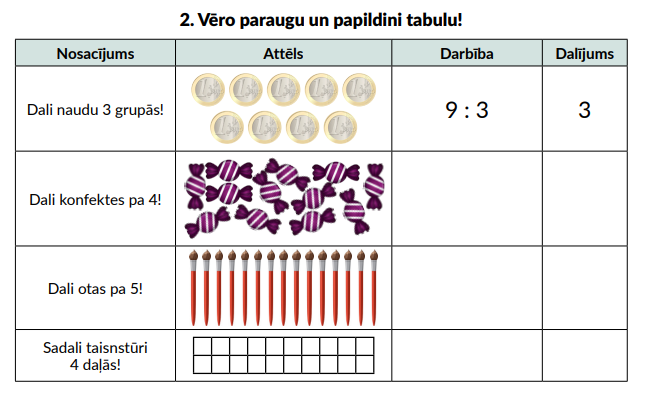 2. Vēro paraugu un papildini tabulu!
Nosacījums Attēls Darbība Dalījums
Dali naudu 3 grupās! 9 : 3 3
Dali konfektes pa 4!
Dali otas pa 5!
Sadali taisnstūri
4 daļās!